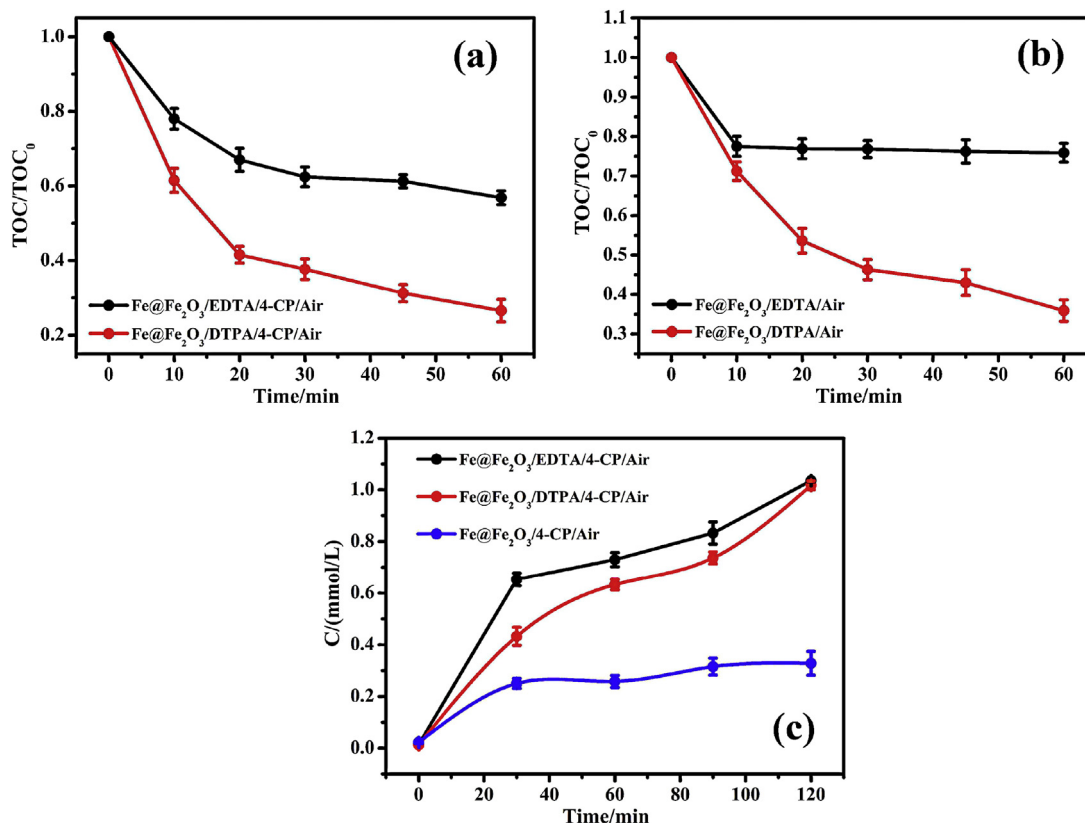 (a)
TOC/TOC₀
1.0
0.8
0.6
0.4
0.2
Fe@Fe₂O₃/EDTA/4-CP/Air
Fe@Fe₂O₃/DTPA/4-CP/Air
0 10 20 30 40 50 60
Time/min
(b)
TOC/TOC₀
1.0
0.9
0.8
0.7
0.6
0.5
0.4
0.3
Fe@Fe₂O₃/EDTA/Air
Fe@Fe₂O₃/DTPA/Air
0 10 20 30 40 50 60
Time/min
C/(mmol/L)
1.2
1.0
0.8
0.6
0.4
0.2
0.0
Fe@Fe₂O₃/EDTA/4-CP/Air
Fe@Fe₂O₃/DTPA/4-CP/Air
Fe@Fe₂O₃/4-CP/Air
(c)
0 20 40 60 80 100 120
Time/min